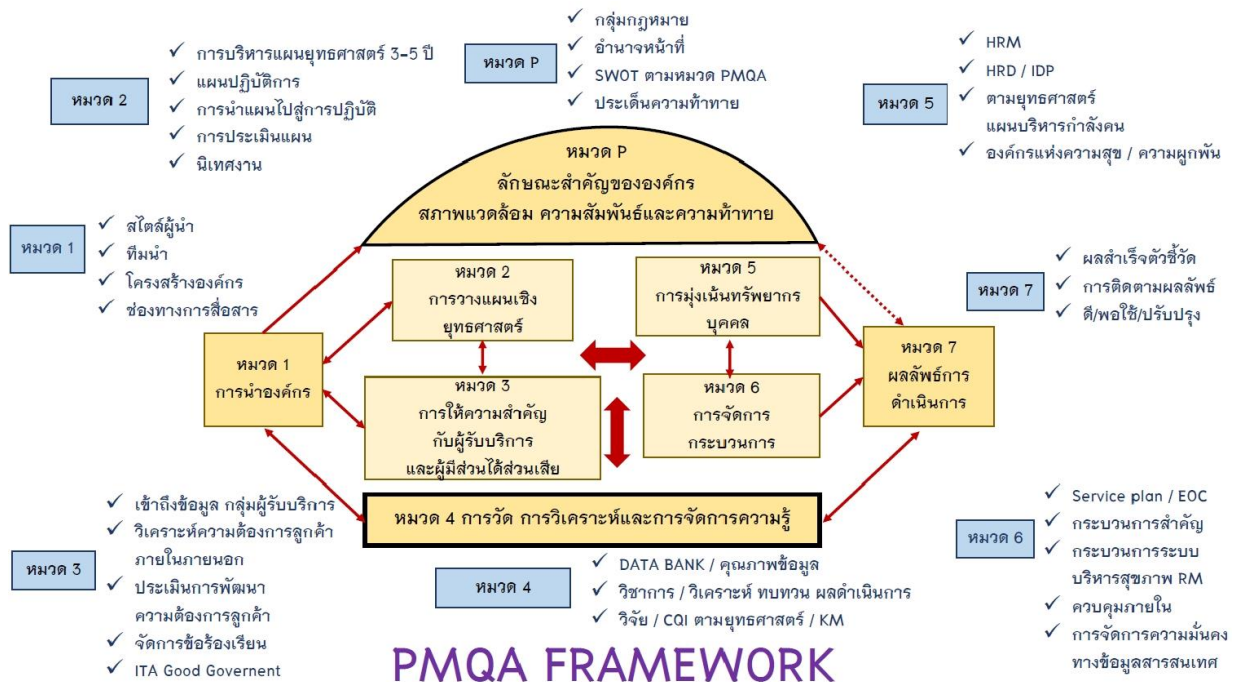 หมวด 2
✓ การบริหารแผนยุทธศาสตร์ 3-5 ปี
✓ แผนปฏิบัติการ
✓ การนำแผนไปสู่การปฏิบัติ
✓ การประเมินแผน
✓ นิเทศงาน
หมวด P
✓ กลุ่มกฎหมาย
✓ อำนาจหน้าที่
✓ SWOT ตามหมวด PMQA
✓ ประเด็นความท้าทาย
หมวด 5
✓ HRM
✓ HRD / IDP
✓ ตามยุทธศาสตร์
แผนบริหารกำลังคน
✓ องค์กรแห่งความสุข / ความผูกพัน
หมวด 1
✓ สไตล์ผู้นำ
✓ ทีมนำ
✓ โครงสร้างองค์กร
✓ ช่องทางการสื่อสาร
หมวด P
ลักษณะสำคัญขององค์กร
สภาพแวดล้อม ความสัมพันธ์และความท้าทาย
หมวด 7
✓ ผลสำเร็จตัวชี้วัด
✓ การติดตามผลลัพธ์
✓ ดี/พอใช้/ปรับปรุง
หมวด 1
การนำองค์กร
หมวด 2
การวางแผนเชิง
ยุทธศาสตร์
หมวด 5
การมุ่งเน้นทรัพยากร
บุคคล
หมวด 3
การให้ความสำคัญ
กับผู้รับบริการ
และผู้มีส่วนได้ส่วนเสีย
หมวด 6
การจัดการ
กระบวนการ
หมวด 7
ผลลัพธ์การ
ดำเนินการ
หมวด 4 การวัด การวิเคราะห์และการจัดการความรู้
หมวด 3
✓ เข้าถึงข้อมูล กลุ่มผู้รับบริการ
✓ วิเคราะห์ความต้องการลูกค้า
ภายในภายนอก
✓ ประเมินการพัฒนา
ความต้องการลูกค้า
✓ จัดการข้อร้องเรียน
✓ ITA Good Governent
หมวด 4
✓ DATA BANK / คุณภาพข้อมูล
✓ วิชาการ / วิเคราะห์ ทบทวน ผลดำเนินการ
✓ วิจัย / CQI ตามยุทธศาสตร์ / KM
หมวด 6
✓ Service plan / EOC
✓ กระบวนการสำคัญ
✓ กระบวนการระบบ
บริหารสุขภาพ RM
✓ ควบคุมภายใน
✓ การจัดการความมั่นคง
ทางข้อมูลสารสนเทศ
PMQA FRAMEWORK